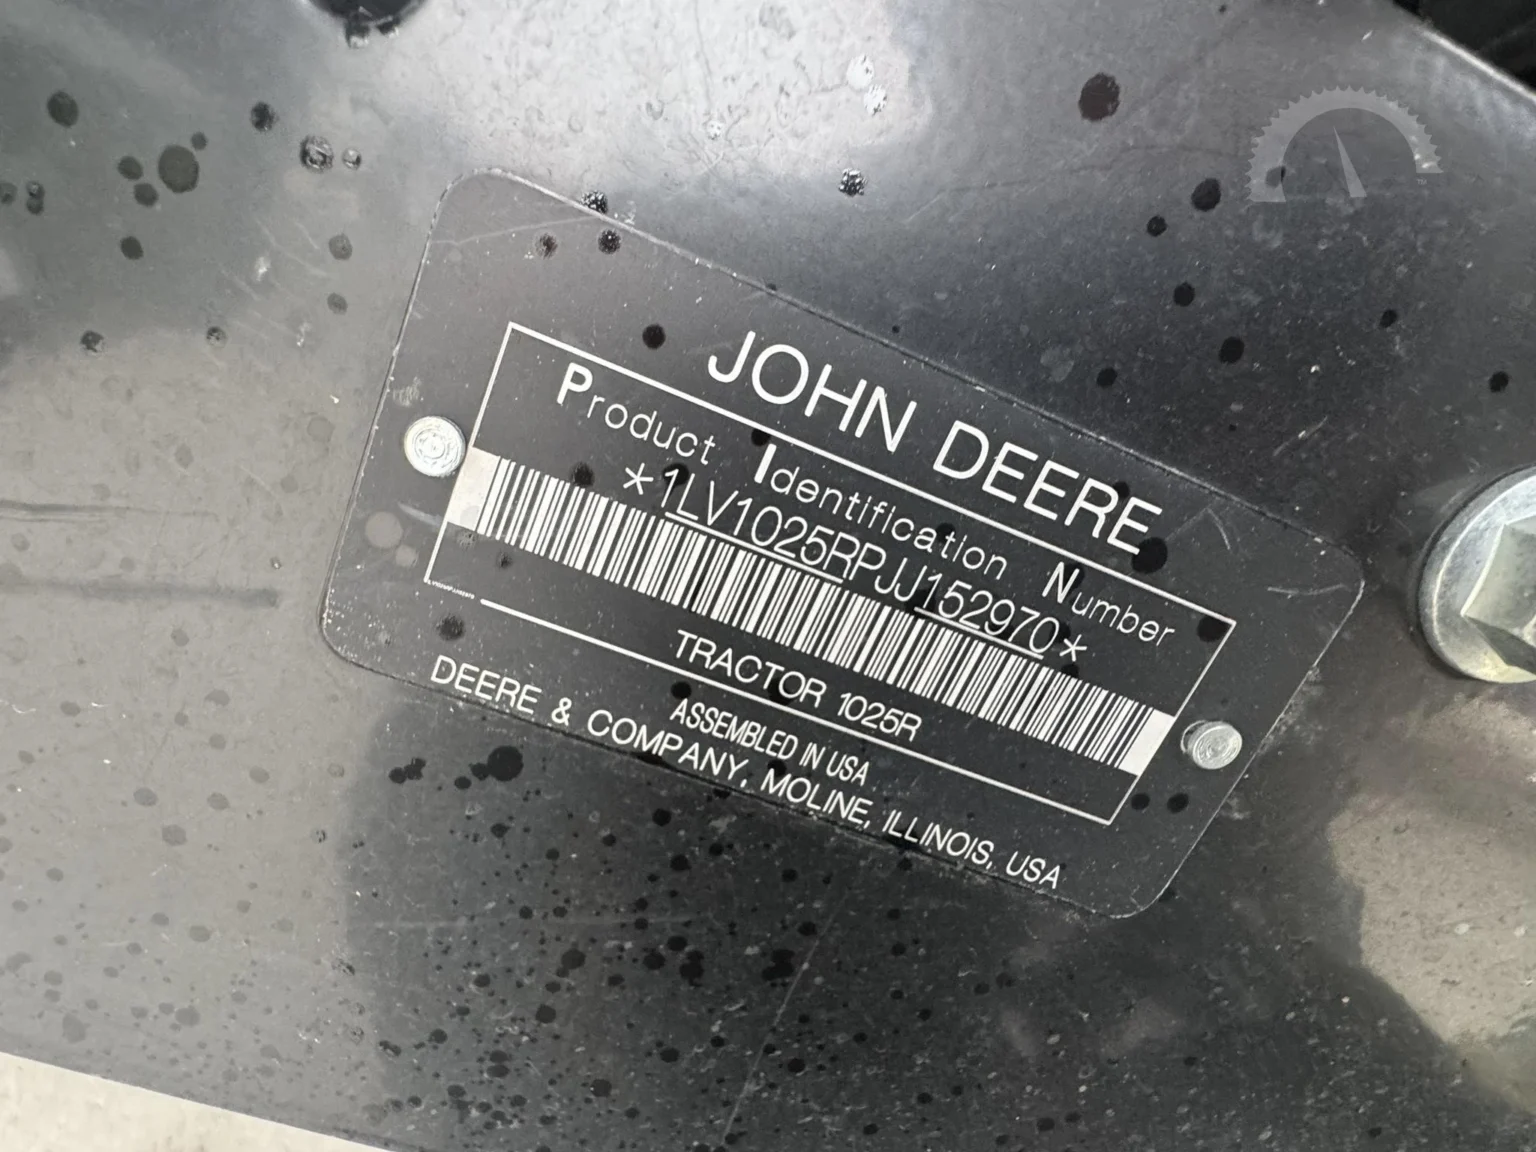 JOHN DEERE
Product Identification Number
*1LV1025RPJJ152970*
TRACTOR 1025R
ASSEMBLED IN USA
DEERE & COMPANY, MOLINE, ILLINOIS, USA